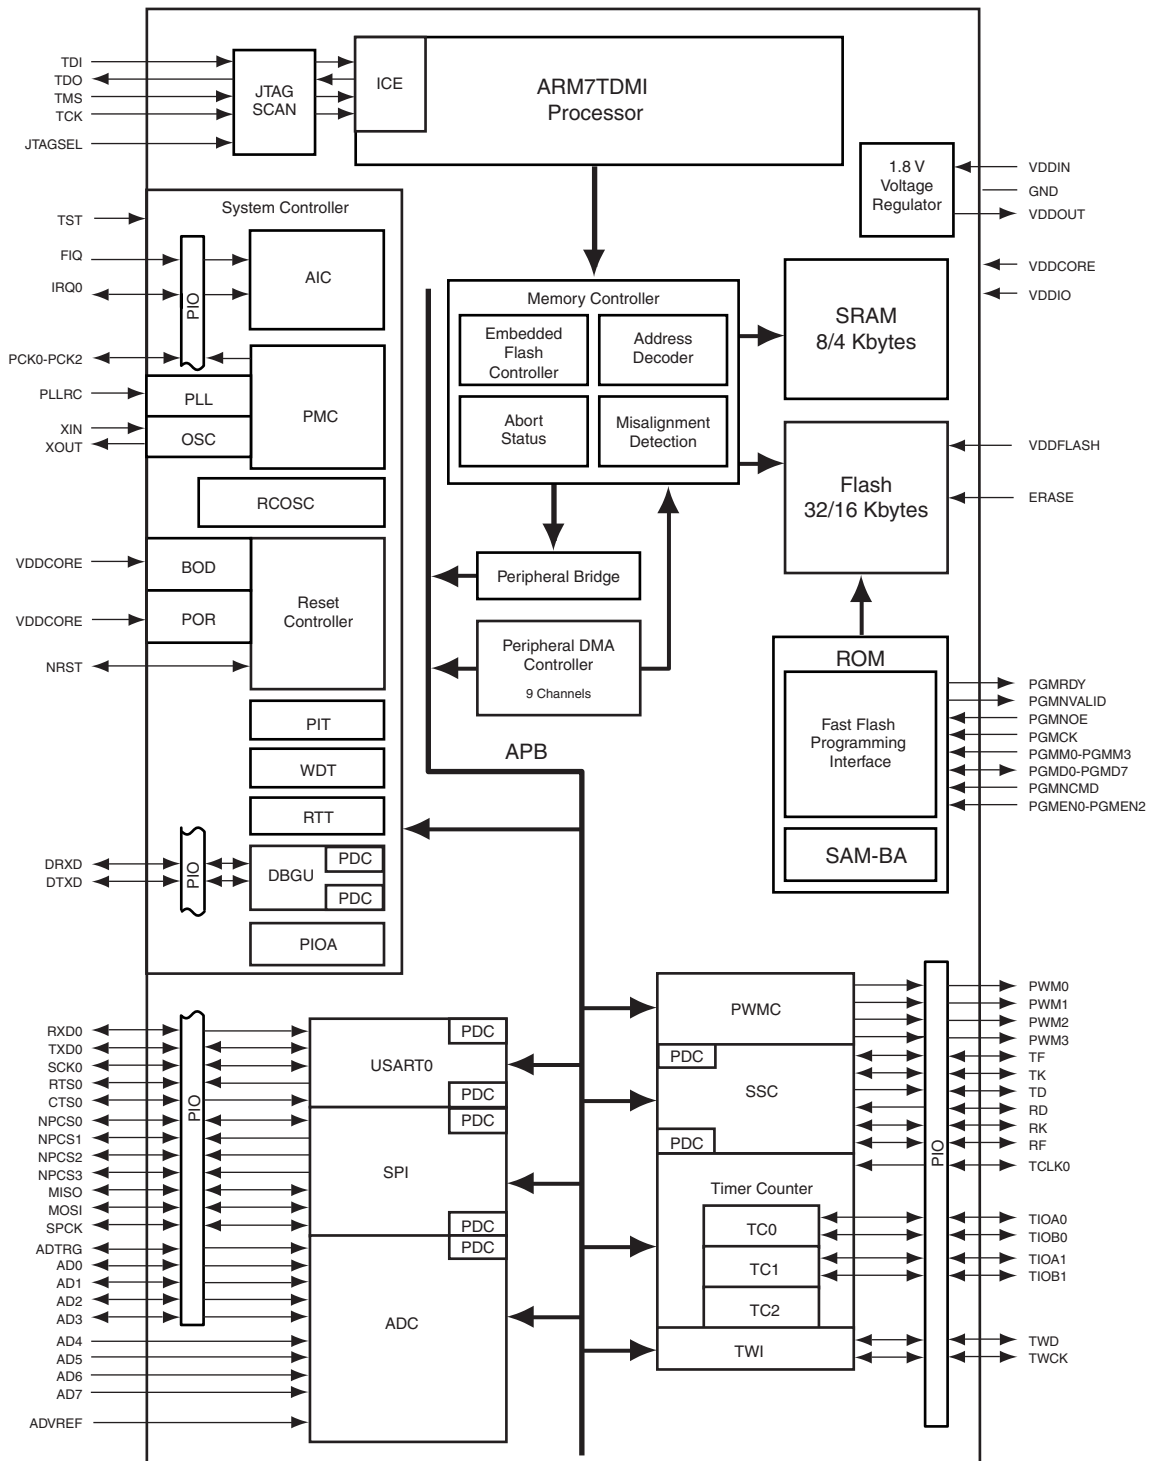 TDI
TDO
TMS
TCK
JTAGSEL
JTAG
SCAN
ICE
ARM7TDMI
Processor
1.8 V
Voltage
Regulator
VDDIN
GND
VDDOUT
VDDCORE
VDDIO
System Controller
TST
FIQ
IRQ0
PIO
AIC
PCK0-PCK2
PLLRC
PLL
XIN
XOUT
OSC
PMC
RCOSC
VDDCORE
BOD
VDDCORE
POR
NRST
Reset
Controller
PIT
WDT
RTT
DRXD
DTXD
PIO
DBGU
PDC
PDC
PIOA
Memory Controller
Embedded
Flash
Controller
Address
Decoder
Abort
Status
Misalignment
Detection
SRAM
8/4 Kbytes
Flash
32/16 Kbytes
VDDFLASH
ERASE
Peripheral Bridge
Peripheral DMA
Controller
9 Channels
APB
ROM
Fast Flash
Programming
Interface
SAM-BA
PGMRDY
PGMNVALID
PGMNOE
PGMCK
PGMM0-PGMM3
PGMD0-PGMD7
PGMNCMD
PGMEN0-PGMEN2
RXD0
TXD0
SCK0
RTS0
CTS0
NPCS0
NPCS1
NPCS2
NPCS3
MISO
MOSI
SPCK
ADTRG
AD0
AD1
AD2
AD3
AD4
AD5
AD6
AD7
ADVREF
PIO
PDC
USART0
PDC
PDC
SPI
PDC
PDC
ADC
PWMC
PDC
SSC
PDC
Timer Counter
TC0
TC1
TC2
TWI
PIO
PWM0
PWM1
PWM2
PWM3
TF
TK
TD
RD
RK
RF
TCLK0
TIOA0
TIOB0
TIOA1
TIOB1
TWD
TWCK